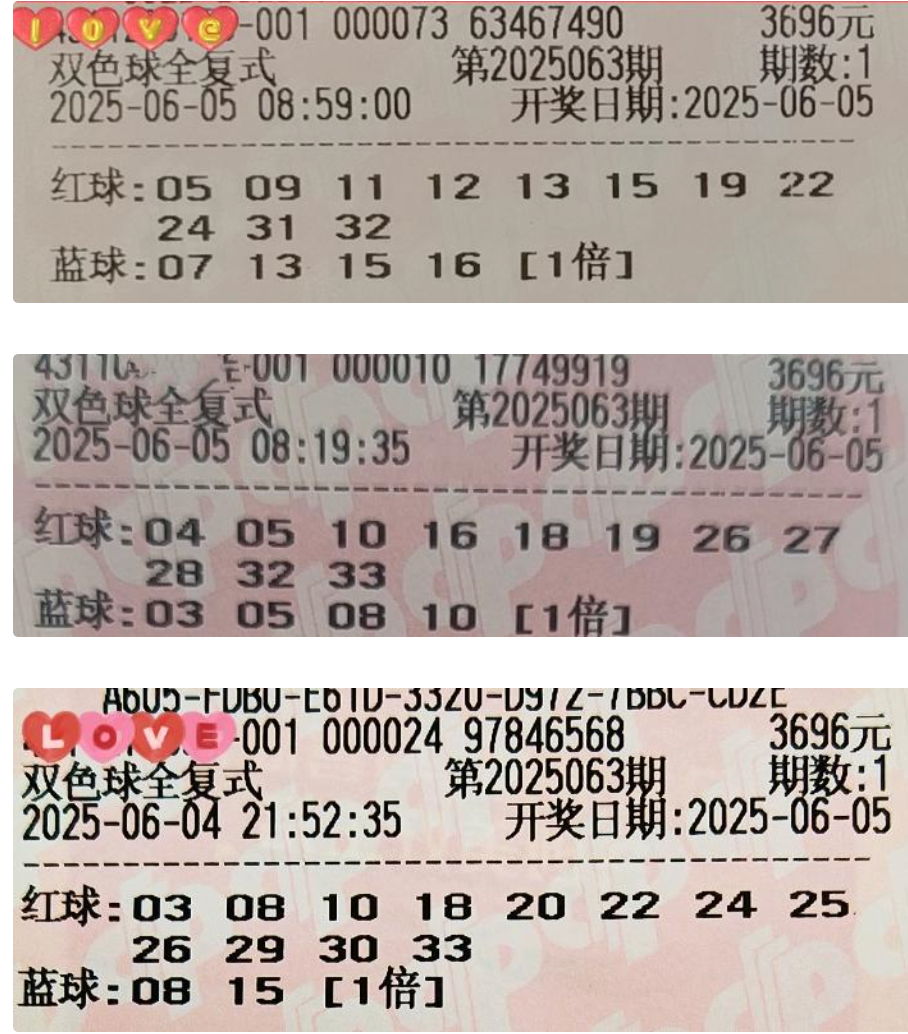 LOVE-001 000073 63467490 3696元
双色球全复式 第2025063期 期数:1
2025-06-05 08:59:00 开奖日期:2025-06-05
红球:05 09 11 12 13 15 19 22
24 31 32
蓝球:07 13 15 16 [1倍]
-001 000010 17749919 3696元
双色球全复式 第2025063期 期数:1
2025-06-05 08:19:35 开奖日期:2025-06-05
红球:04 05 10 16 18 19 26 27
28 32 33
蓝球:03 05 08 10 [1倍]
A605-FDB0-E61D-3320-D972-7BBC-CD2E
LOVE-001 000024 97846568 3696元
双色球全复式 第2025063期 期数:1
2025-06-04 21:52:35 开奖日期:2025-06-05
红球:03 08 10 18 20 22 24 25
26 29 30 33
蓝球:08 15 [1倍]